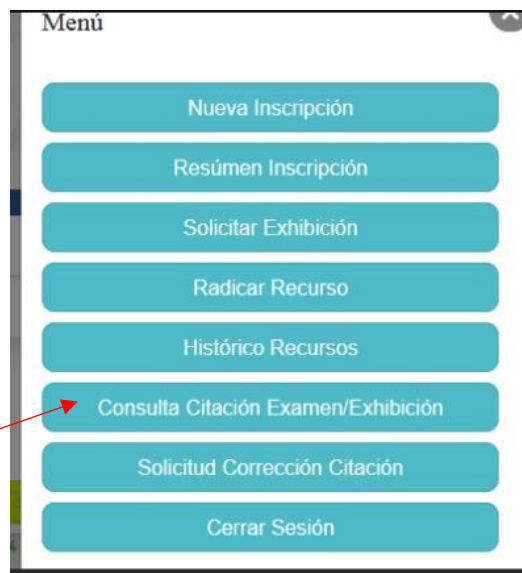 Menú
Nueva Inscripción
Resúmen Inscripción
Solicitar Exhibición
Radicar Recurso
Histórico Recursos
Consulta Citación Examen/Exhibición
Solicitud Corrección Citación
Cerrar Sesión